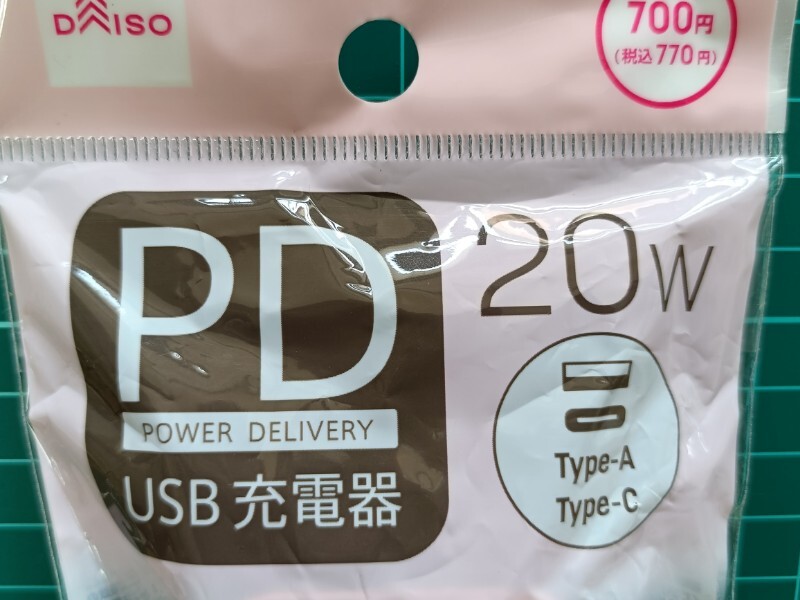 DAISO
700円
(税込770円)
PD
POWER DELIVERY
USB 充電器
20W
Type-A
Type-C